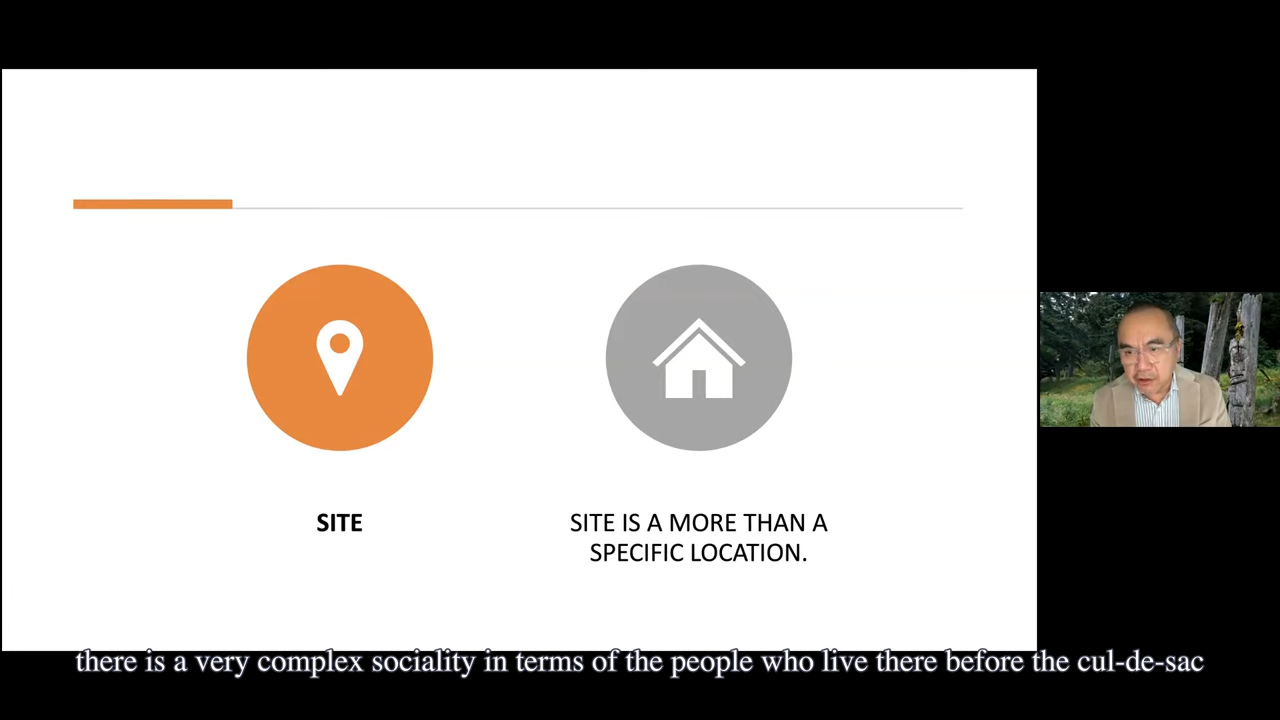 SITE
SITE IS A MORE THAN A
SPECIFIC LOCATION.
there is a very complex sociality in terms of the people who live there before the cul-de-sac